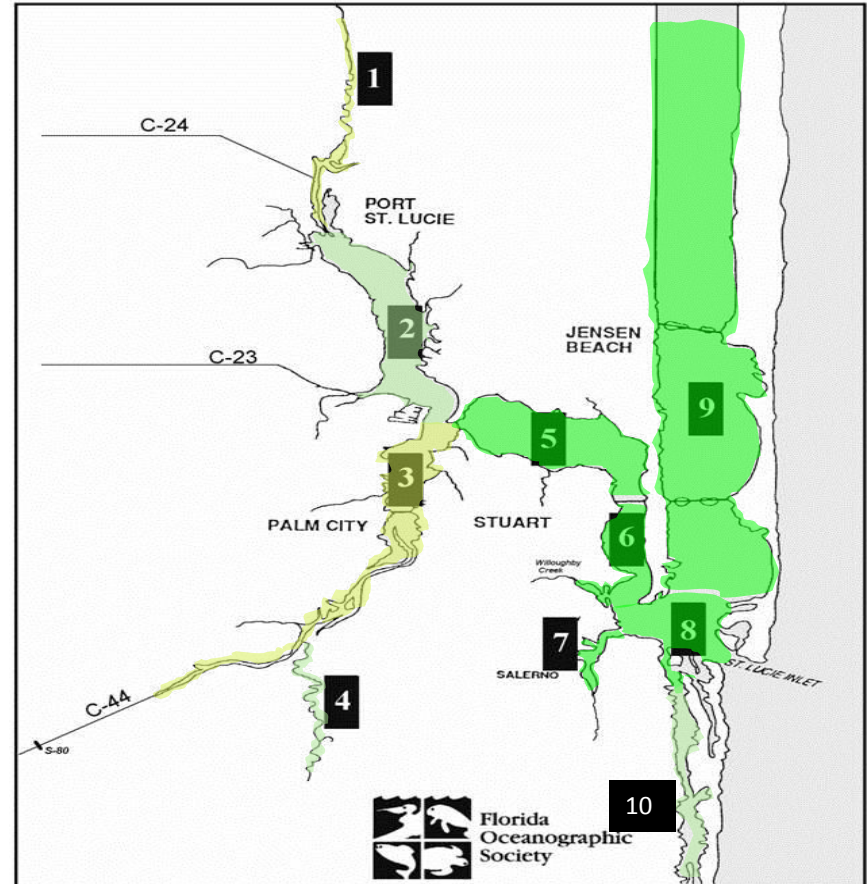 1
C-24
PORT
ST. LUCIE
2
JENSEN
BEACH
C-23
9
5
3
PALM CITY
STUART
6
Willoughby
Creek
7
8
SALERNO
ST. LUCIE INLET
4
C-44
S-80
10
Florida
Oceanographic
Society